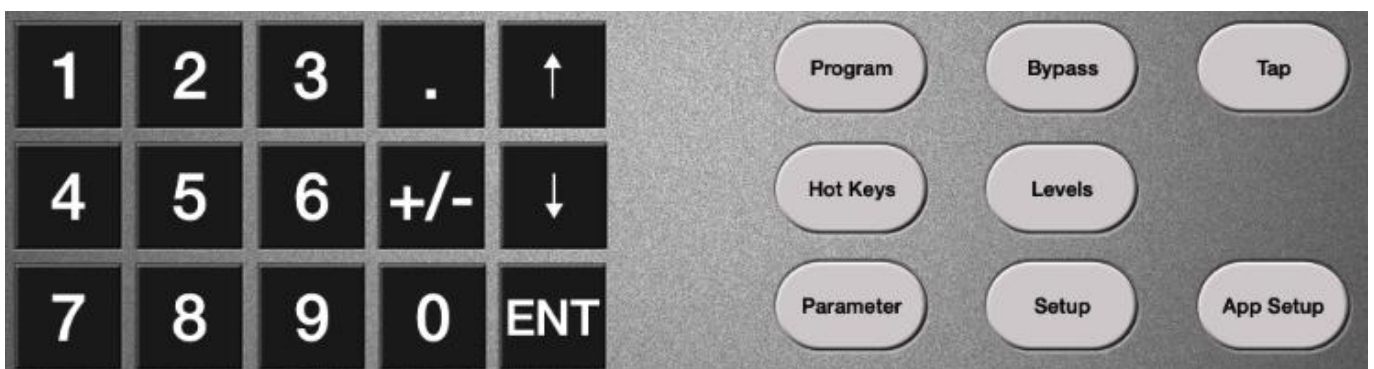 1 2 3 . ↑ Program Bypass Tap
4 5 6 +/- ↓ Hot Keys Levels
7 8 9 0 ENT Parameter Setup App Setup